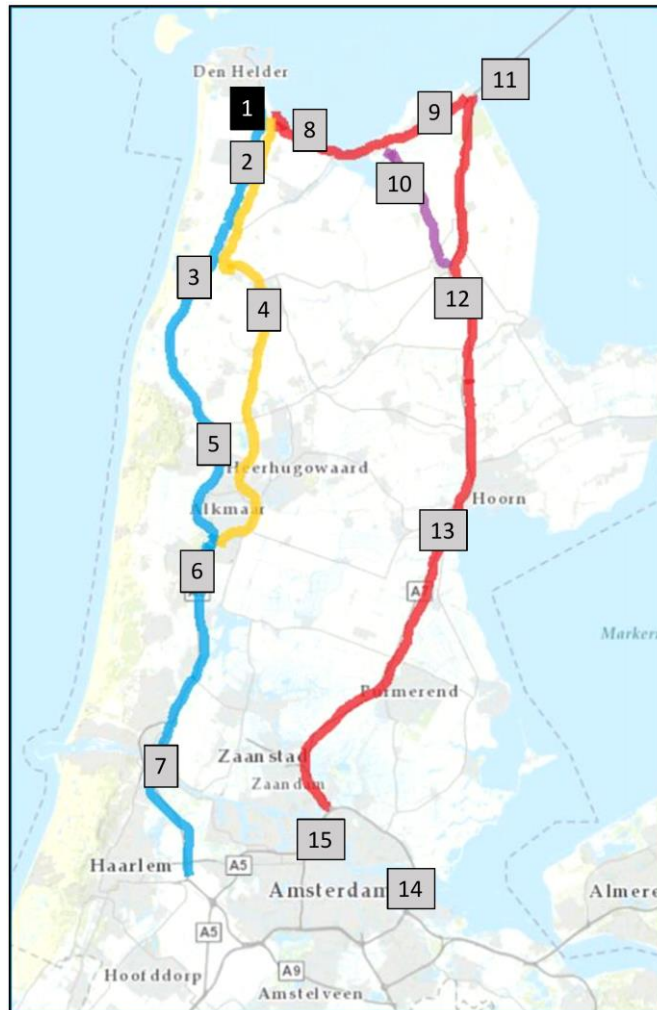 Den Helder
11
1
9
8
2
10
3
12
4
5
Heerhugowaard
Alkmaar
Hoorn
13
6
A7
Markerm
Purmerend
Zaanstad
7
Zaandam
15
Haarlem
A5
Amsterdam
14
Almere
A5
Hoofddorp
A9
Amstelveen